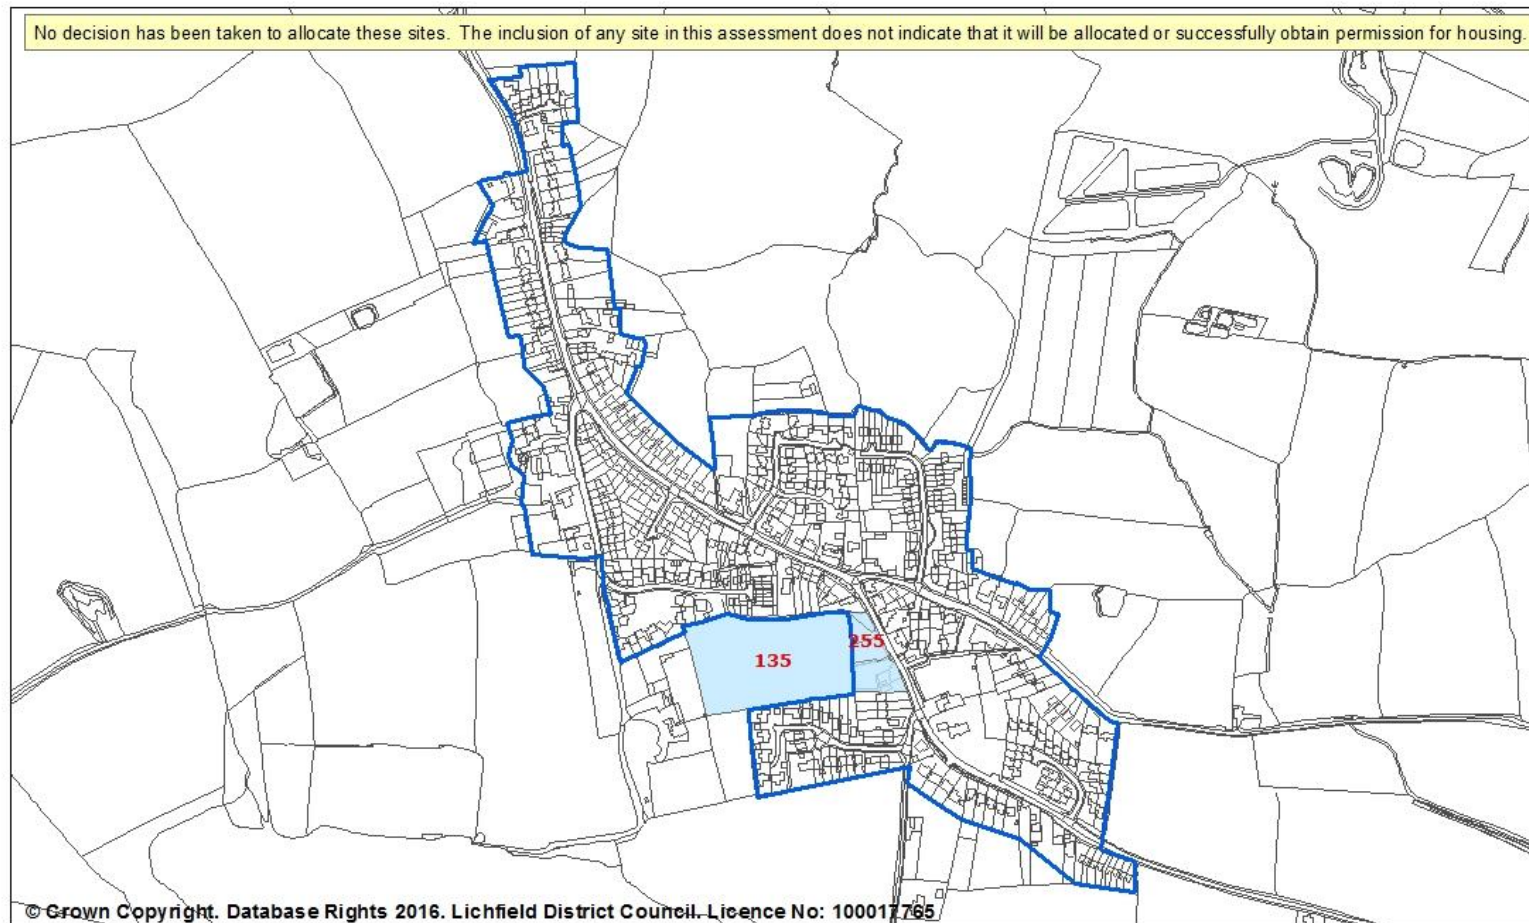 No decision has been taken to allocate these sites. The inclusion of any site in this assessment does not indicate that it will be allocated or successfully obtain permission for housing.
255
135
© Crown Copyright. Database Rights 2016. Lichfield District Council. Licence No: 100017765